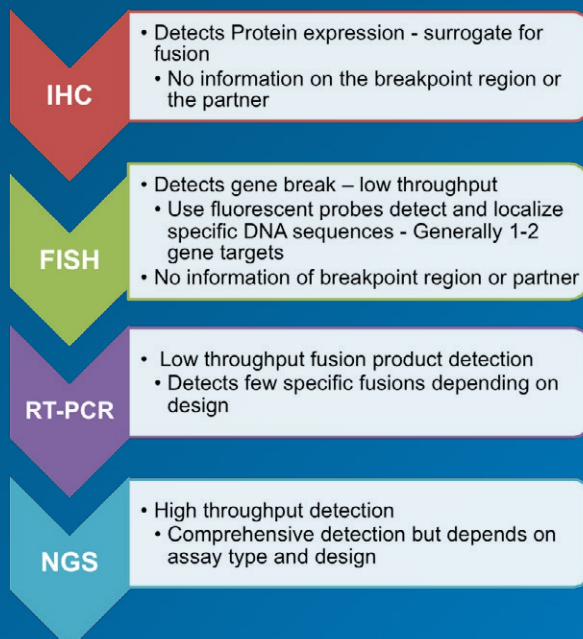 IHC
• Detects Protein expression - surrogate for
fusion
• No information on the breakpoint region or
the partner
FISH
• Detects gene break – low throughput
• Use fluorescent probes detect and localize
specific DNA sequences - Generally 1-2
gene targets
• No information of breakpoint region or partner
RT-PCR
• Low throughput fusion product detection
• Detects few specific fusions depending on
design
NGS
• High throughput detection
• Comprehensive detection but depends on
assay type and design